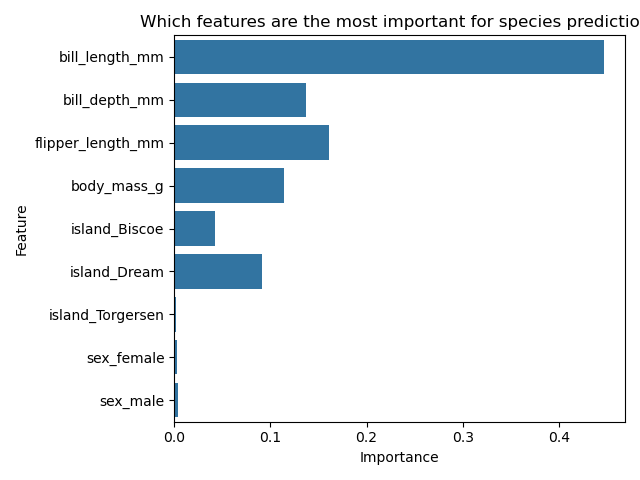 Which features are the most important for species predictio
bill_length_mm
bill_depth_mm
flipper_length_mm
body_mass_g
island_Biscoe
island_Dream
island_Torgersen
sex_female
sex_male
Feature
0.0 0.1 0.2 0.3 0.4
Importance